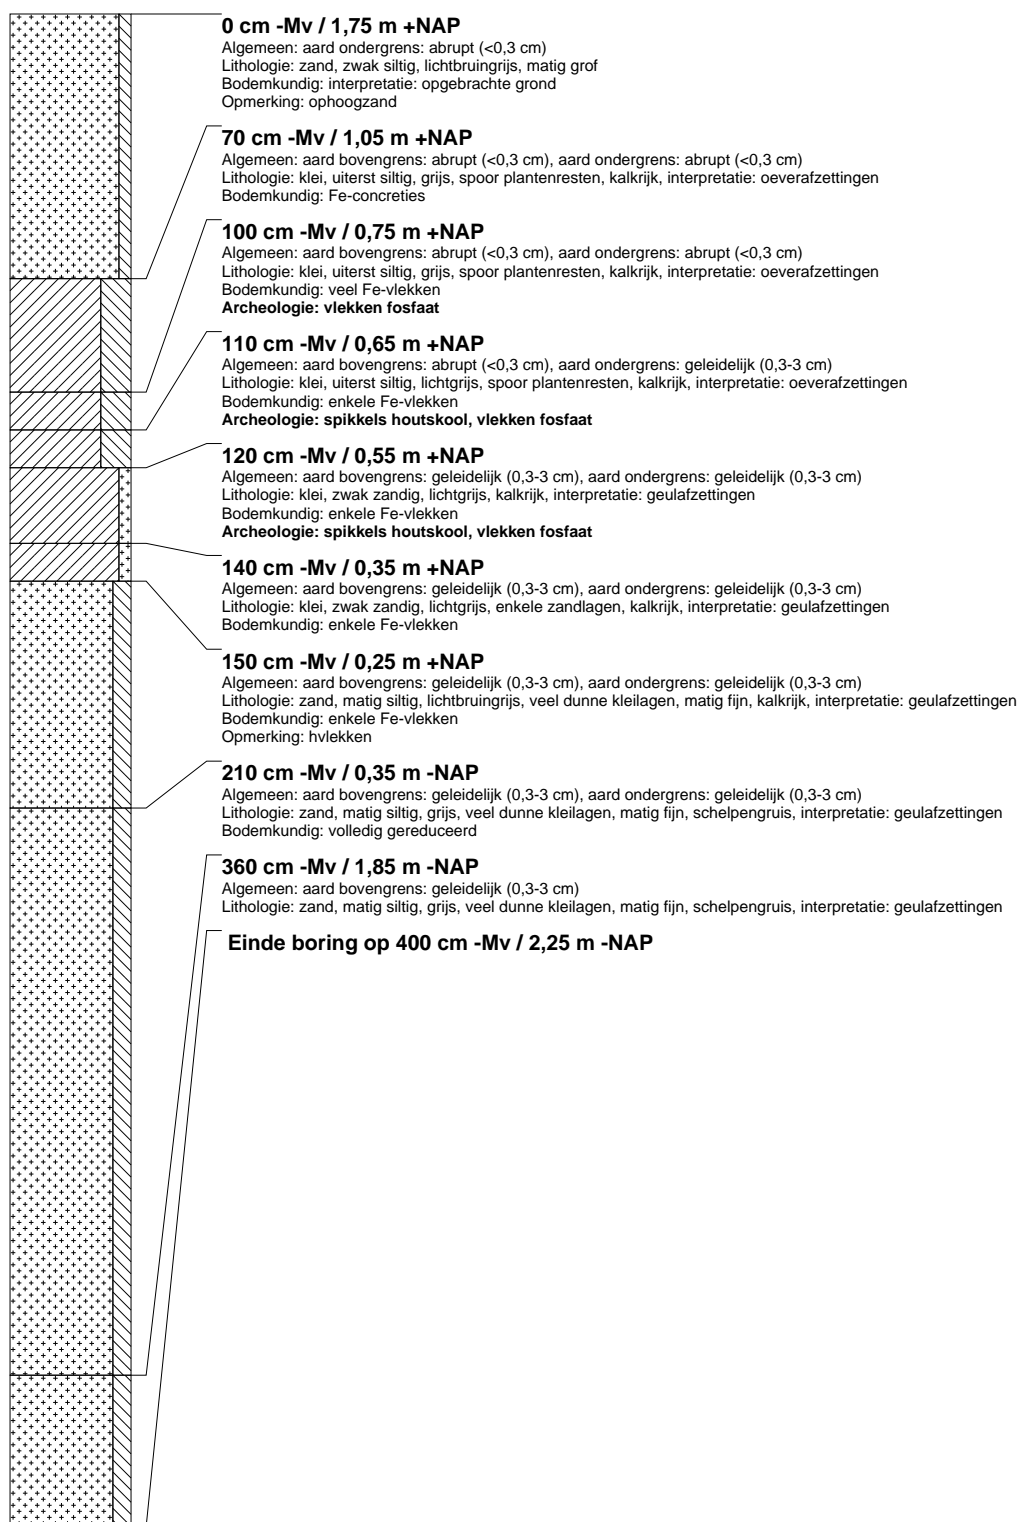 0 cm -Mv / 1,75 m +NAP
Algemeen: aard ondergrens: abrupt (<0,3 cm)
Lithologie: zand, zwak siltig, lichtbruingrijs, matig grof
Bodemkundig: interpretatie: opgebrachte grond
Opmerking: ophoogzand
70 cm -Mv / 1,05 m +NAP
Algemeen: aard bovengrens: abrupt (<0,3 cm), aard ondergrens: abrupt (<0,3 cm)
Lithologie: klei, uiterst siltig, grijs, spoor plantenresten, kalkrijk, interpretatie: oeverafzettingen
Bodemkundig: Fe-concreties
100 cm -Mv / 0,75 m +NAP
Algemeen: aard bovengrens: abrupt (<0,3 cm), aard ondergrens: abrupt (<0,3 cm)
Lithologie: klei, uiterst siltig, grijs, spoor plantenresten, kalkrijk, interpretatie: oeverafzettingen
Bodemkundig: veel Fe-vlekken
Archeologie: vlekken fosfaat
110 cm -Mv / 0,65 m +NAP
Algemeen: aard bovengrens: abrupt (<0,3 cm), aard ondergrens: geleidelijk (0,3-3 cm)
Lithologie: klei, uiterst siltig, lichtgrijs, spoor plantenresten, kalkrijk, interpretatie: oeverafzettingen
Bodemkundig: enkele Fe-vlekken
Archeologie: spikkels houtskool, vlekken fosfaat
120 cm -Mv / 0,55 m +NAP
Algemeen: aard bovengrens: geleidelijk (0,3-3 cm), aard ondergrens: geleidelijk (0,3-3 cm)
Lithologie: klei, zwak zandig, lichtgrijs, kalkrijk, interpretatie: geulafzettingen
Bodemkundig: enkele Fe-vlekken
Archeologie: spikkels houtskool, vlekken fosfaat
140 cm -Mv / 0,35 m +NAP
Algemeen: aard bovengrens: geleidelijk (0,3-3 cm), aard ondergrens: geleidelijk (0,3-3 cm)
Lithologie: klei, zwak zandig, lichtgrijs, enkele zandlagen, kalkrijk, interpretatie: geulafzettingen
Bodemkundig: enkele Fe-vlekken
150 cm -Mv / 0,25 m +NAP
Algemeen: aard bovengrens: geleidelijk (0,3-3 cm), aard ondergrens: geleidelijk (0,3-3 cm)
Lithologie: zand, matig siltig, lichtbruingrijs, veel dunne kleilagen, matig fijn, kalkrijk, interpretatie: geulafzettingen
Bodemkundig: enkele Fe-vlekken
Opmerking: hvlekken
210 cm -Mv / 0,35 m -NAP
Algemeen: aard bovengrens: geleidelijk (0,3-3 cm), aard ondergrens: geleidelijk (0,3-3 cm)
Lithologie: zand, matig siltig, grijs, veel dunne kleilagen, matig fijn, schelpengruis, interpretatie: geulafzettingen
Bodemkundig: volledig gereduceerd
360 cm -Mv / 1,85 m -NAP
Algemeen: aard bovengrens: geleidelijk (0,3-3 cm)
Lithologie: zand, matig siltig, grijs, veel dunne kleilagen, matig fijn, schelpengruis, interpretatie: geulafzettingen
Einde boring op 400 cm -Mv / 2,25 m -NAP